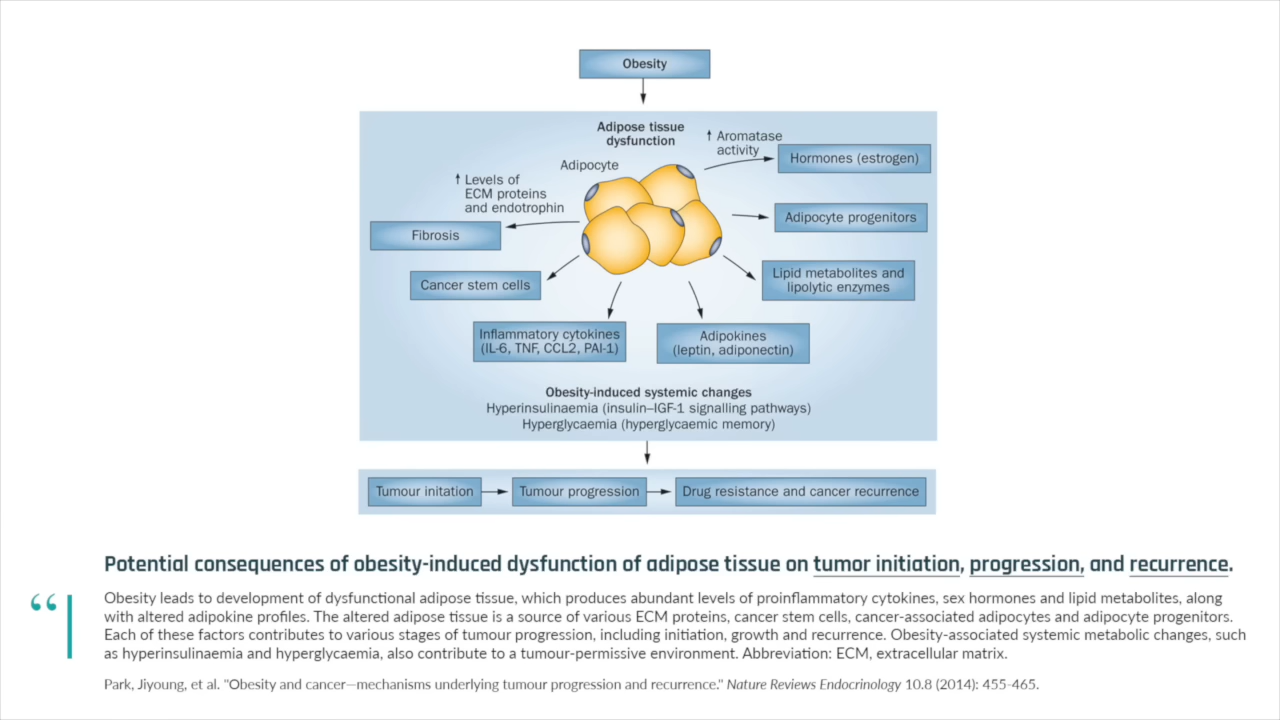 Obesity
Adipose tissue
dysfunction
↑ Aromatase
activity
Hormones (estrogen)
Adipocyte
↑ Levels of
ECM proteins
and endotrophin
Adipocyte progenitors
Fibrosis
Lipid metabolites and
lipolytic enzymes
Cancer stem cells
Inflammatory cytokines
(IL-6, TNF, CCL2, PAI-1)
Adipokines
(leptin, adiponectin)
Obesity-induced systemic changes
Hyperinsulinaemia (insulin–IGF-1 signalling pathways)
Hyperglycaemia (hyperglycaemic memory)
Tumour initation
Tumour progression
Drug resistance and cancer recurrence
Potential consequences of obesity-induced dysfunction of adipose tissue on tumor initiation, progression, and recurrence.
“
Obesity leads to development of dysfunctional adipose tissue, which produces abundant levels of proinflammatory cytokines, sex hormones and lipid metabolites, along
with altered adipokine profiles. The altered adipose tissue is a source of various ECM proteins, cancer stem cells, cancer-associated adipocytes and adipocyte progenitors.
Each of these factors contributes to various stages of tumour progression, including initiation, growth and recurrence. Obesity-associated systemic metabolic changes, such
as hyperinsulinaemia and hyperglycaemia, also contribute to a tumour-permissive environment. Abbreviation: ECM, extracellular matrix.
Park, Jiyoung, et al. "Obesity and cancer—mechanisms underlying tumour progression and recurrence." Nature Reviews Endocrinology 10.8 (2014): 455-465.